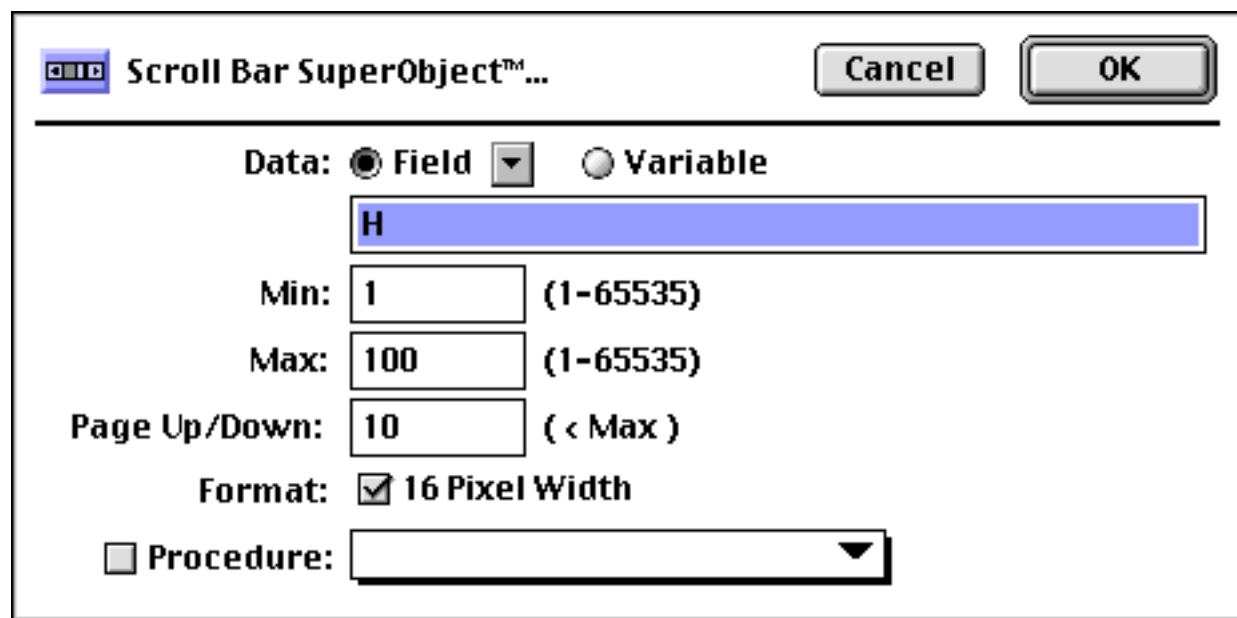 Scroll Bar SuperObject™... Cancel OK
Data: Field Variable
H
Min: 1 (1-65535)
Max: 100 (1-65535)
Page Up/Down: 10 ( < Max )
Format: 16 Pixel Width
Procedure: